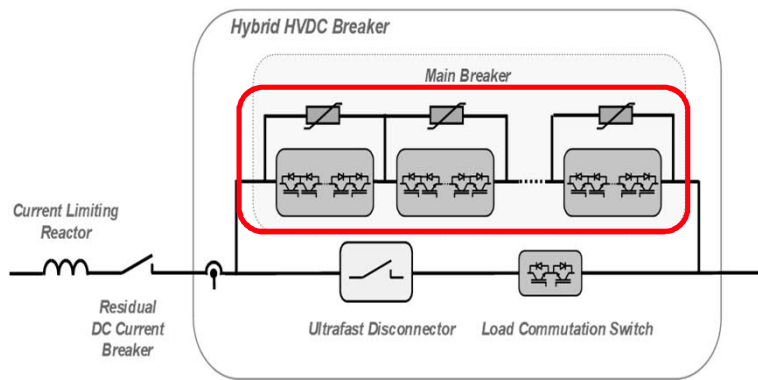 Hybrid HVDC Breaker
Main Breaker
Current Limiting
Reactor
Residual
DC Current
Breaker
Ultrafast Disconnector
Load Commutation Switch